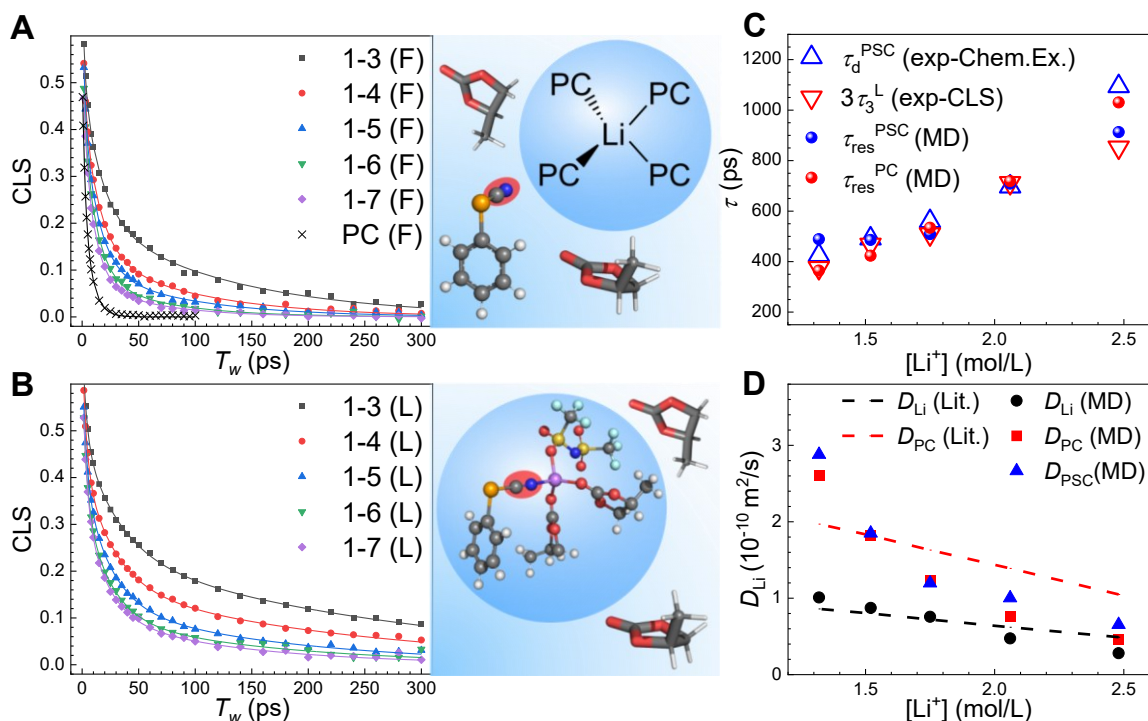 A
CLS
0.5
0.4
0.3
0.2
0.1
0.0
1-3 (F)
1-4 (F)
1-5 (F)
1-6 (F)
1-7 (F)
PC (F)
0 50 100 150 200 250 300
T_w (ps)
PC PC
Li
PC PC
B
CLS
0.5
0.4
0.3
0.2
0.1
0.0
1-3 (L)
1-4 (L)
1-5 (L)
1-6 (L)
1-7 (L)
0 50 100 150 200 250 300
T_w (ps)
C
τ (ps)
1200
1000
800
600
400
200
τ_d^PSC (exp-Chem.Ex.)
3τ_3^L (exp-CLS)
τ_res^PSC (MD)
τ_res^PC (MD)
1.5 2.0 2.5
[Li⁺] (mol/L)
D
D_Li (10⁻¹⁰ m²/s)
3
2
1
0
D_Li (Lit.) D_Li (MD)
D_PC (Lit.) D_PC (MD)
D_PSC(MD)
1.5 2.0 2.5
[Li⁺] (mol/L)